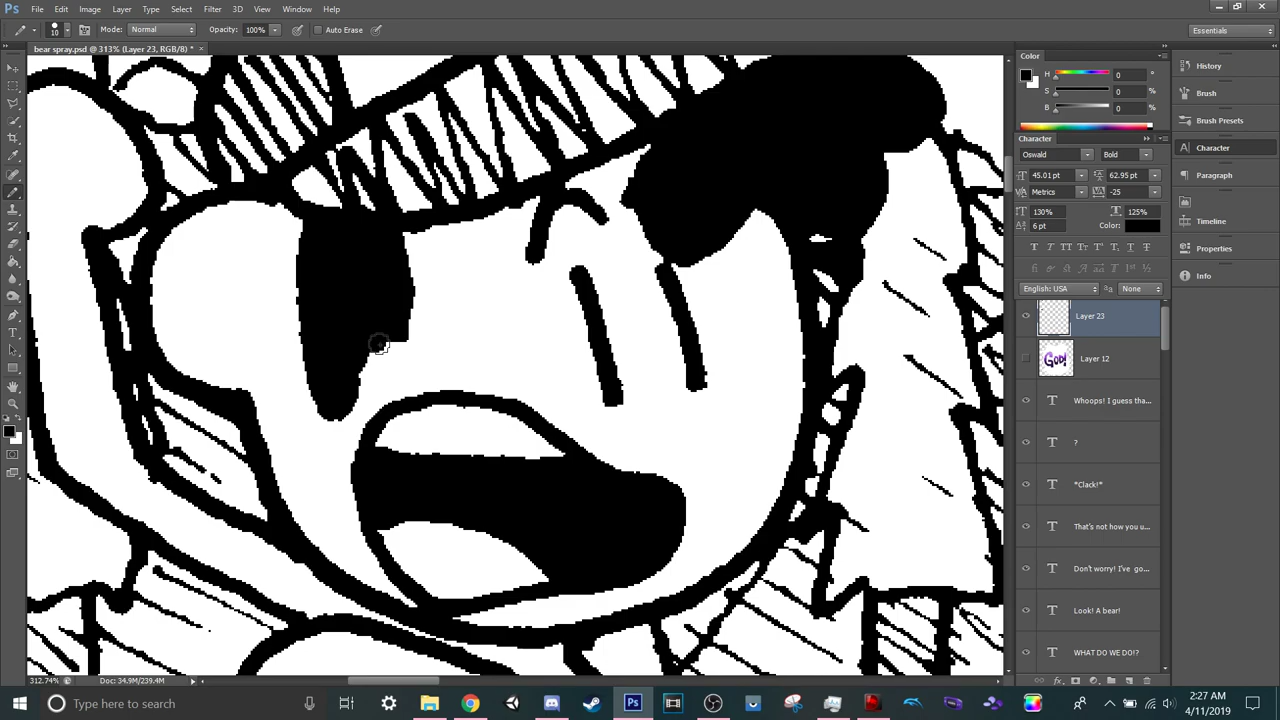 Ps File Edit Image Layer Type Select Filter 3D View Window Help
10 Mode: Normal Opacity: 100% Auto Erase Essentials
bear spray.psd @ 313% (Layer 23, RGB/8) * ×
Color
H 0 °
S 0 %
B 0 %
Character
Oswald Bold
45.01 pt 62.95 pt
Metrics -25
130% 125%
6 pt Color:
English: USA None
History
Brush
Brush Presets
Character
Paragraph
Timeline
Properties
Info
Layer 23
GOD! Layer 12
Whoops! I guess tha...
?
*Clack!*
That's not how you u...
Don't worry! I've go...
Look! A bear!
WHAT DO WE DO!?
312.74% Doc: 34.9M/239.4M
Type here to search
2:27 AM
4/11/2019